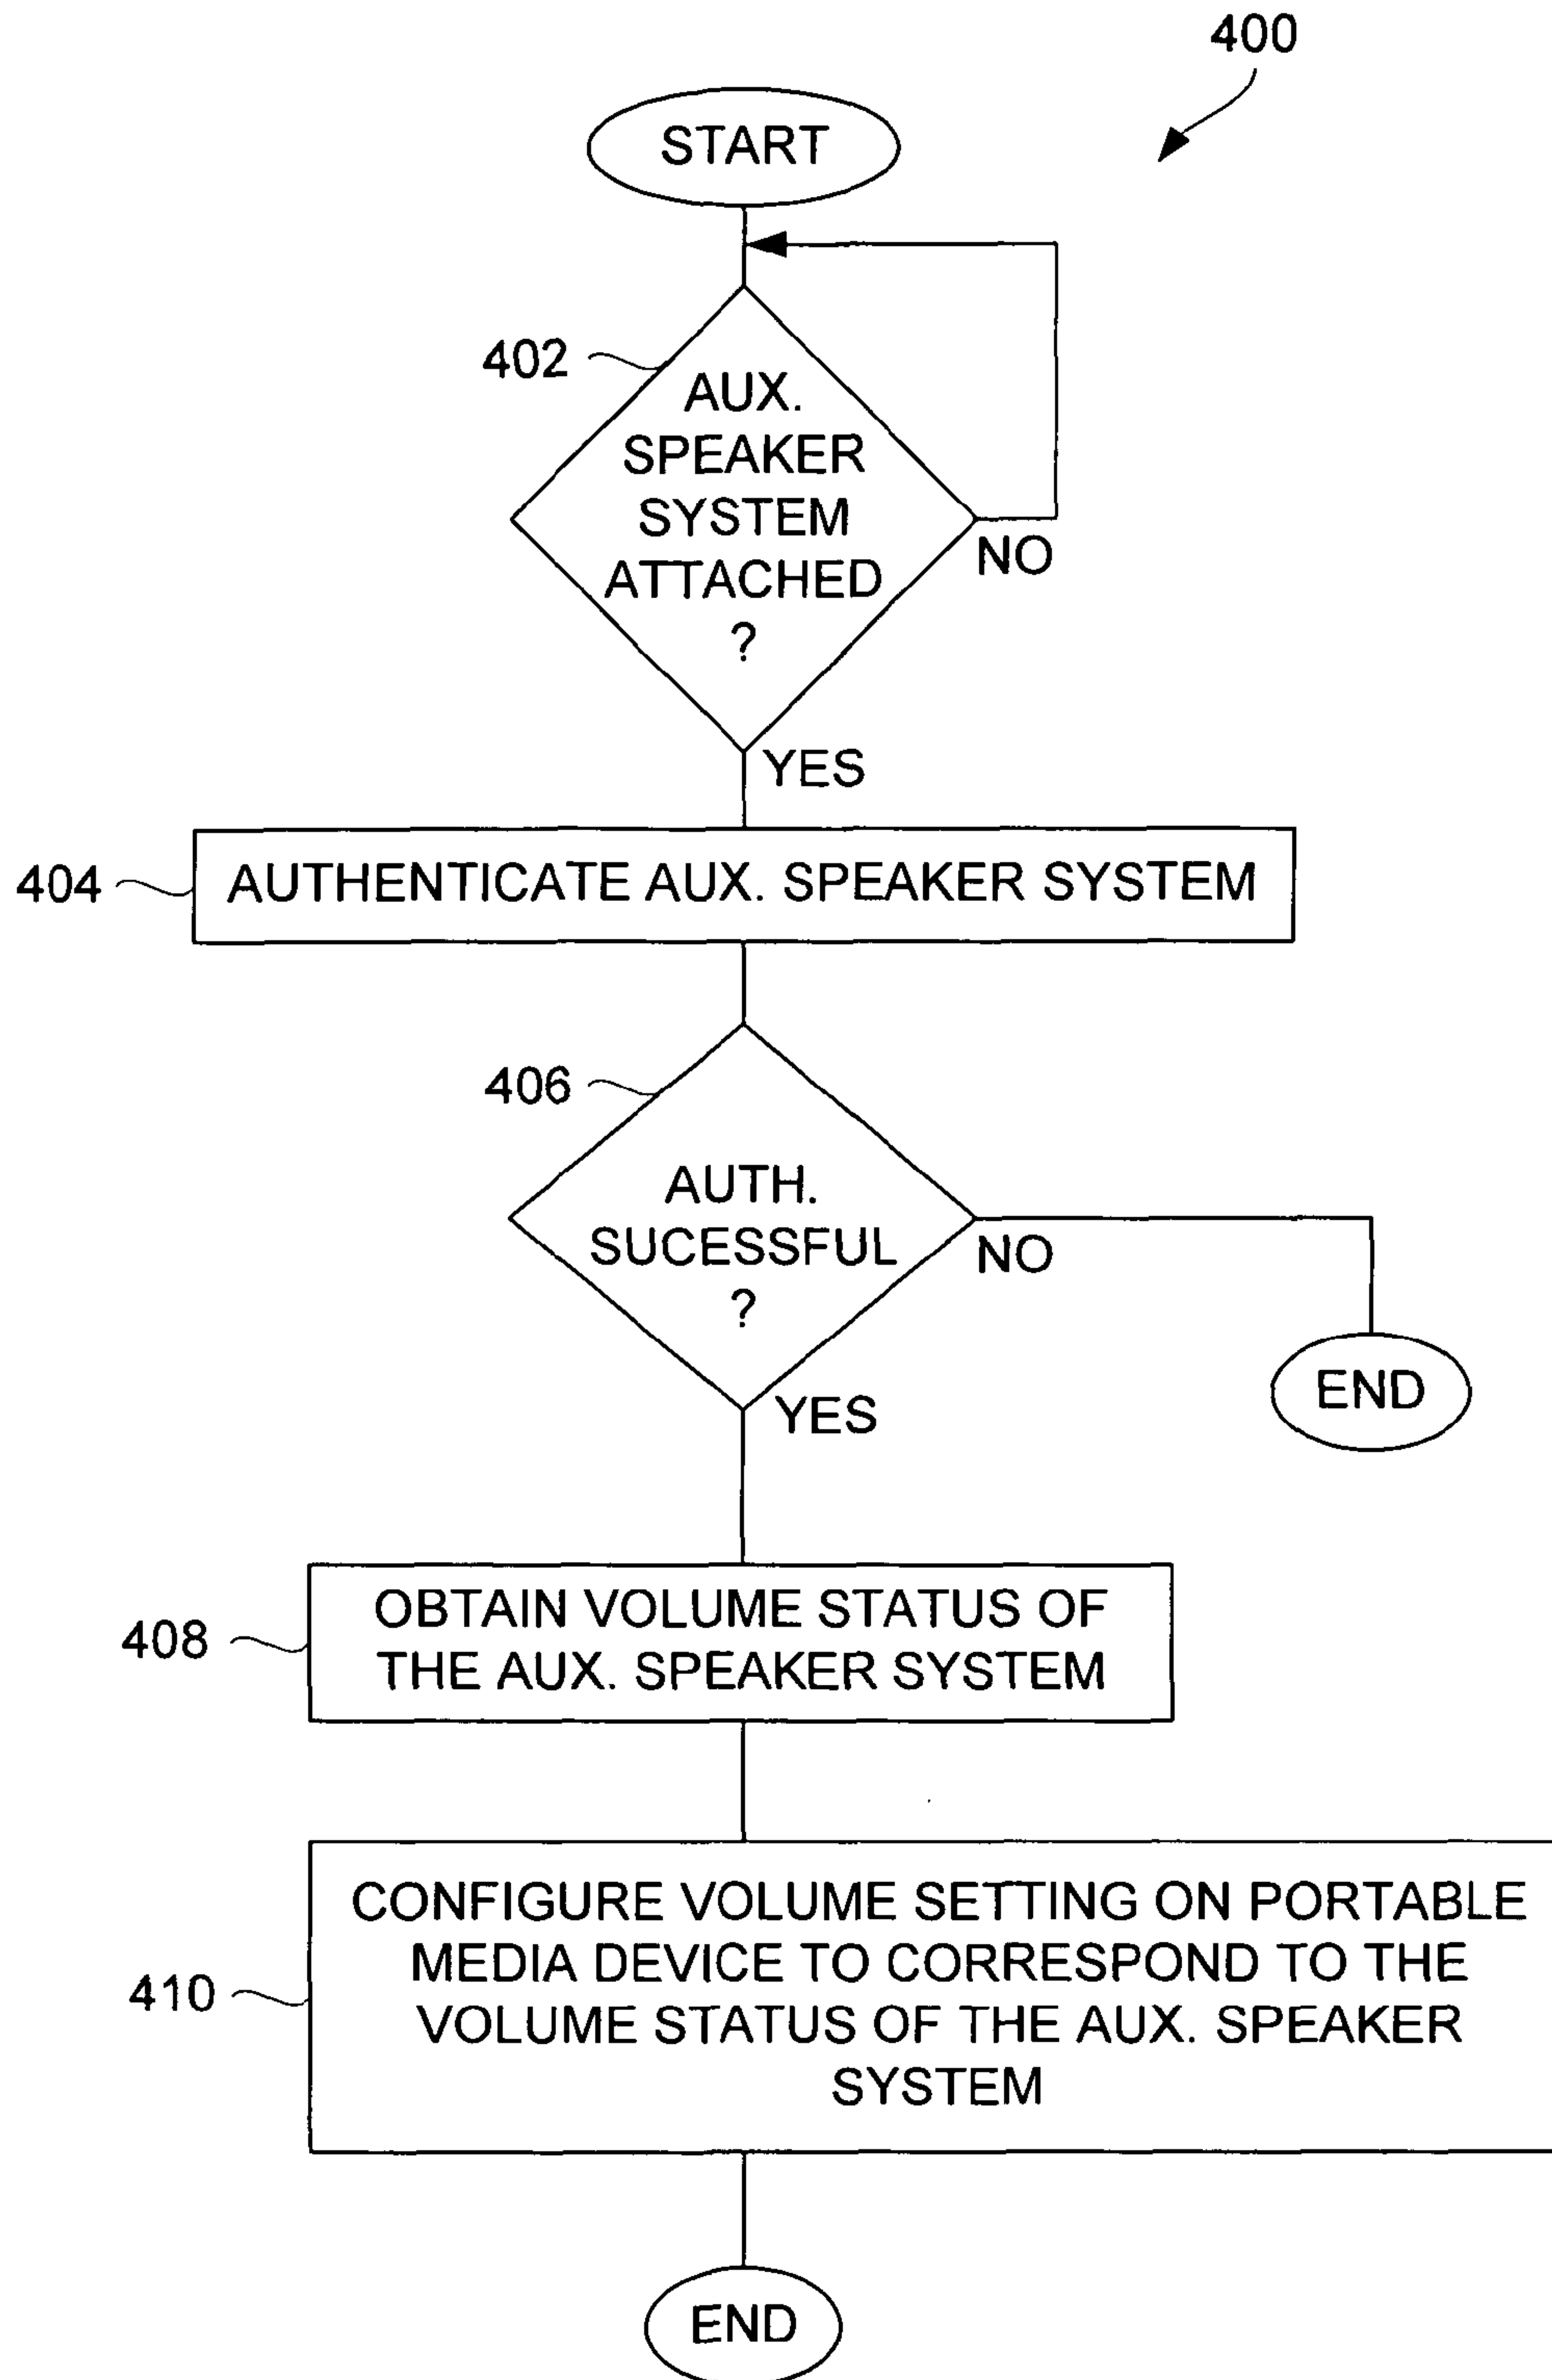 400
START
402
AUX.
SPEAKER
SYSTEM
ATTACHED
?
NO
YES
404
AUTHENTICATE AUX. SPEAKER SYSTEM
406
AUTH.
SUCESSFUL
?
NO
END
YES
408
OBTAIN VOLUME STATUS OF
THE AUX. SPEAKER SYSTEM
410
CONFIGURE VOLUME SETTING ON PORTABLE
MEDIA DEVICE TO CORRESPOND TO THE
VOLUME STATUS OF THE AUX. SPEAKER
SYSTEM
END